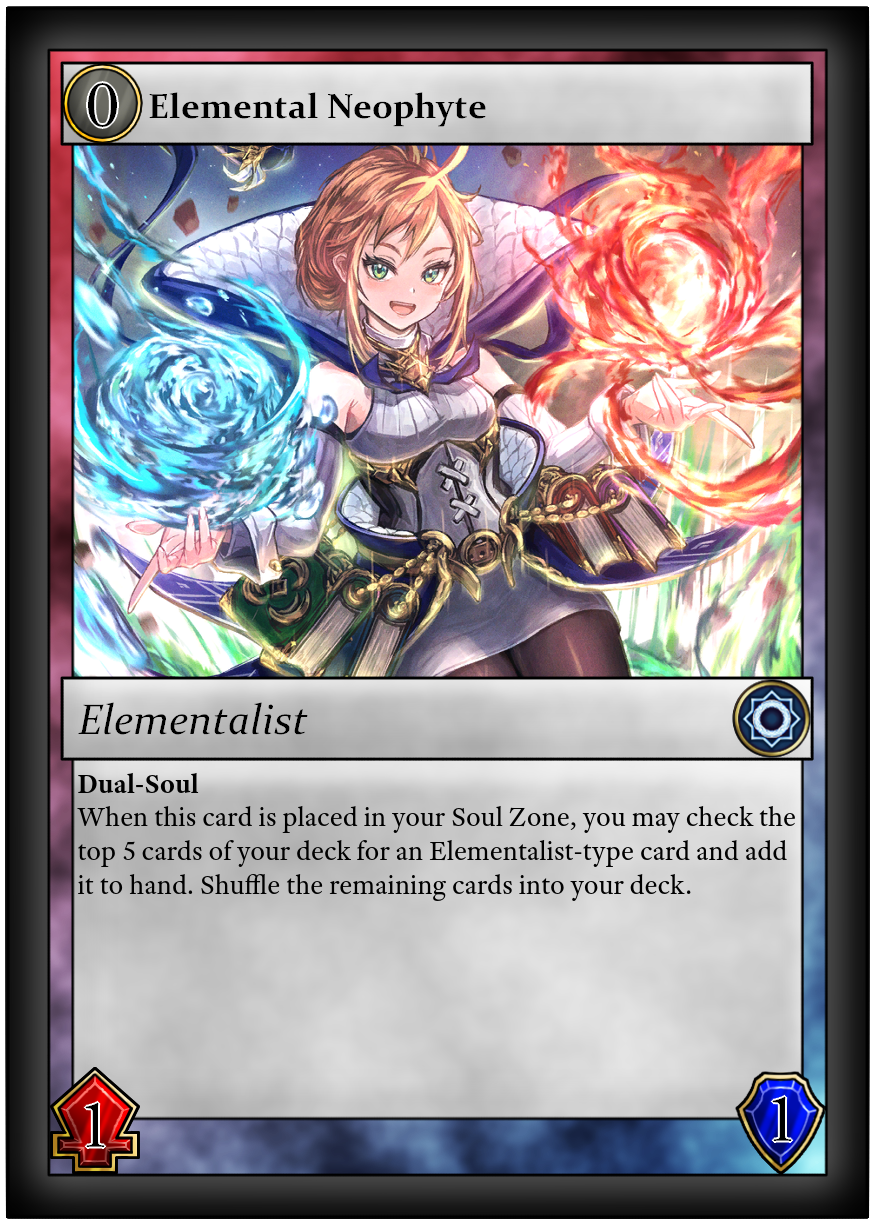 0 Elemental Neophyte
Elementalist
Dual-Soul
When this card is placed in your Soul Zone, you may check the
top 5 cards of your deck for an Elementalist-type card and add
it to hand. Shuffle the remaining cards into your deck.
1 1